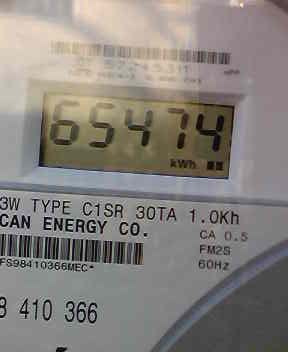 65474
kWh
3W TYPE C1SR 30TA 1.0Kh
CAN ENERGY CO.
CA 0.5
FM2S
FS98410366MEC*
60Hz
8 410 366